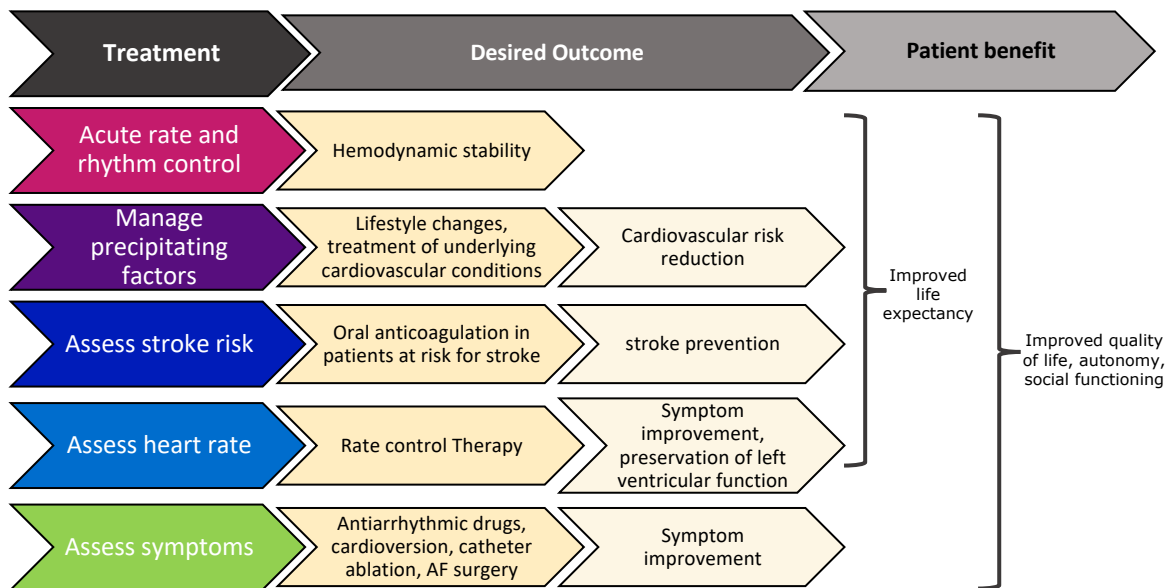 Treatment
Desired Outcome
Patient benefit
Acute rate and
rhythm control
Hemodynamic stability
Manage
precipitating
factors
Lifestyle changes,
treatment of underlying
cardiovascular conditions
Cardiovascular risk
reduction
Assess stroke risk
Oral anticoagulation in
patients at risk for stroke
stroke prevention
Assess heart rate
Rate control Therapy
Symptom
improvement,
preservation of left
ventricular function
Assess symptoms
Antiarrhythmic drugs,
cardioversion, catheter
ablation, AF surgery
Symptom
improvement
Improved
life
expectancy
Improved quality
of life, autonomy,
social functioning